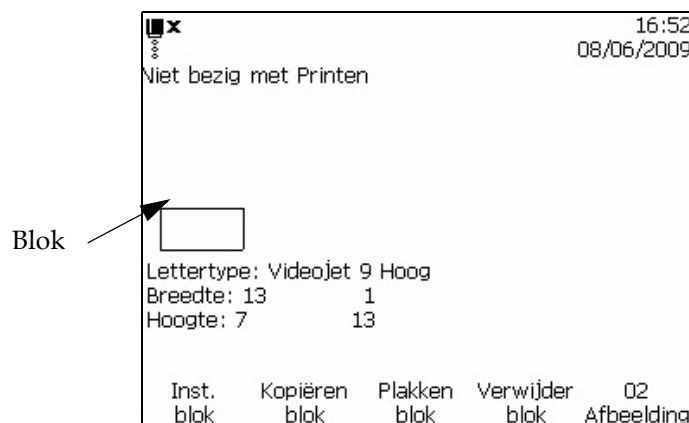 16:52
08/06/2009
Niet bezig met Printen
Blok
Lettertype: Videojet 9 Hoog
Breedte: 13 1
Hoogte: 7 13
Inst. Kopiëren Plakken Verwijder 02
blok blok blok blok Afbeelding